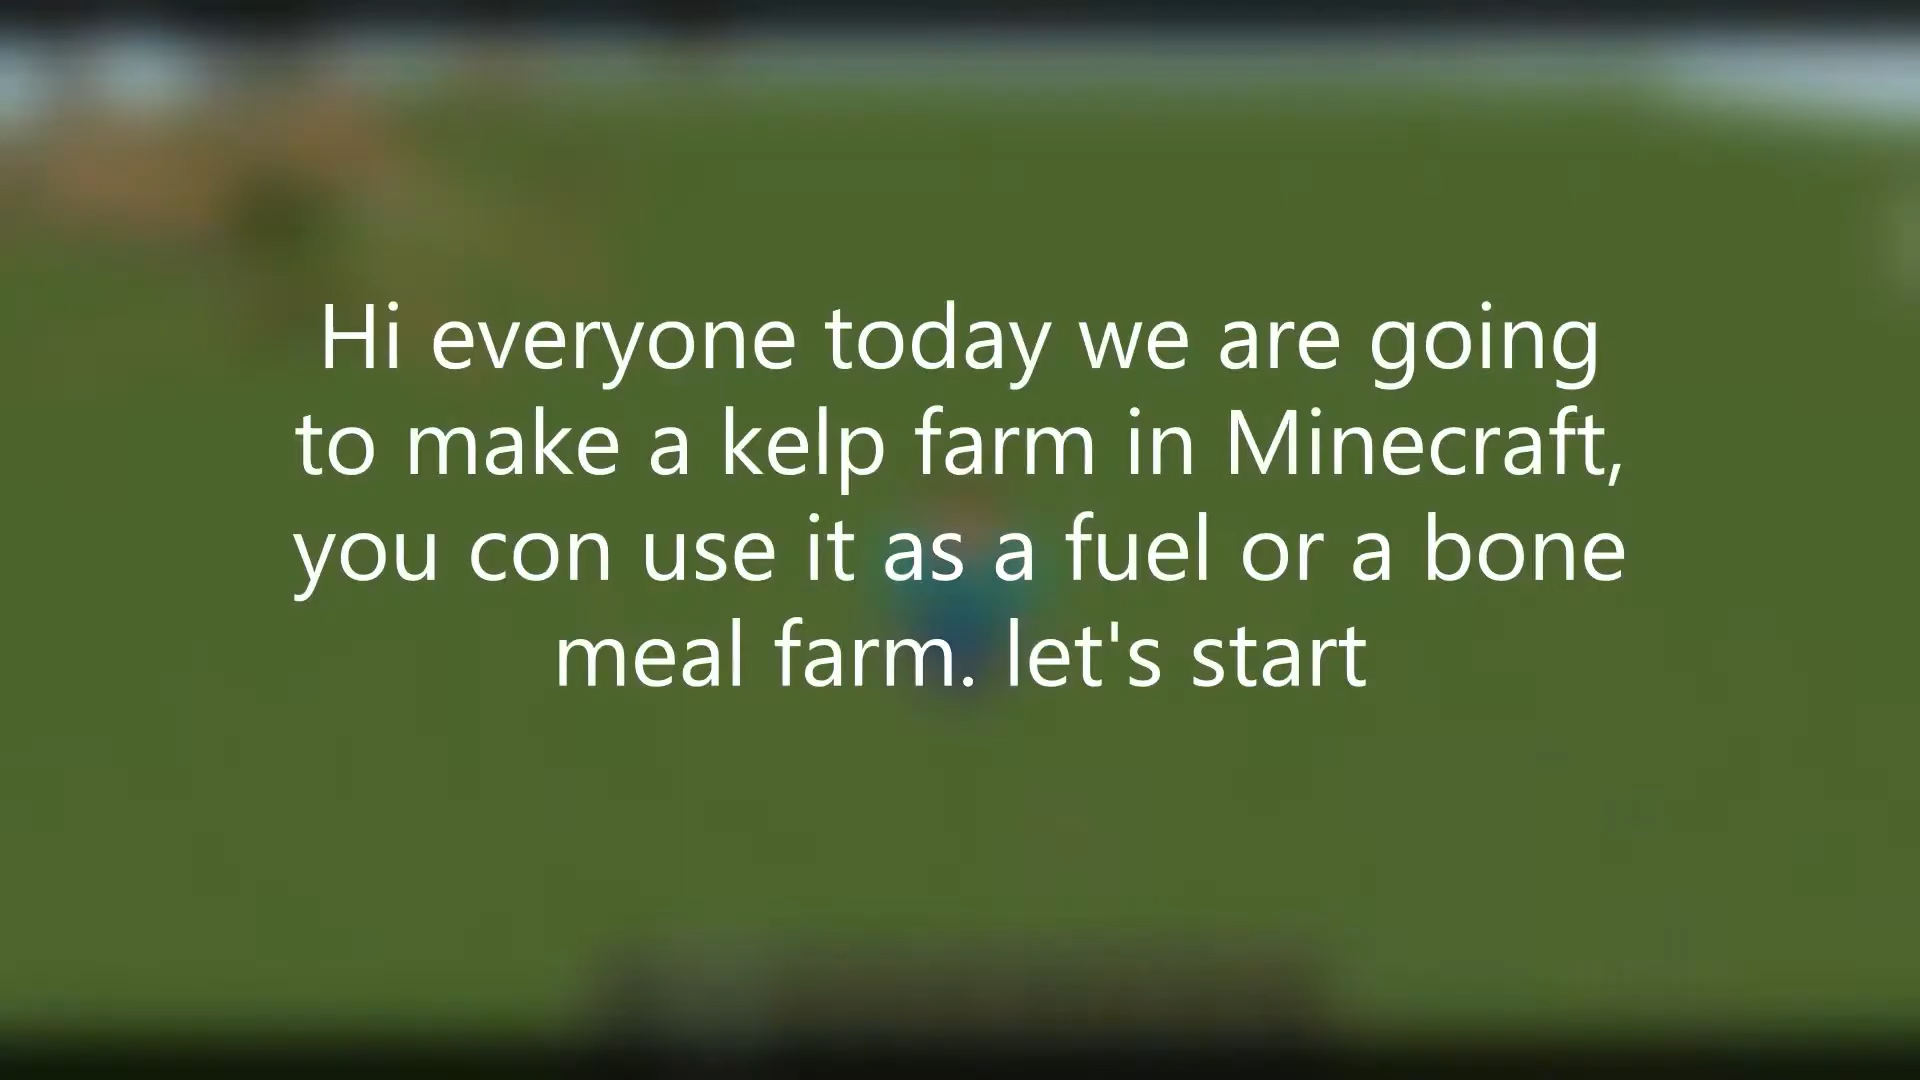 Hi everyone today we are going
to make a kelp farm in Minecraft,
you con use it as a fuel or a bone
meal farm. let's start